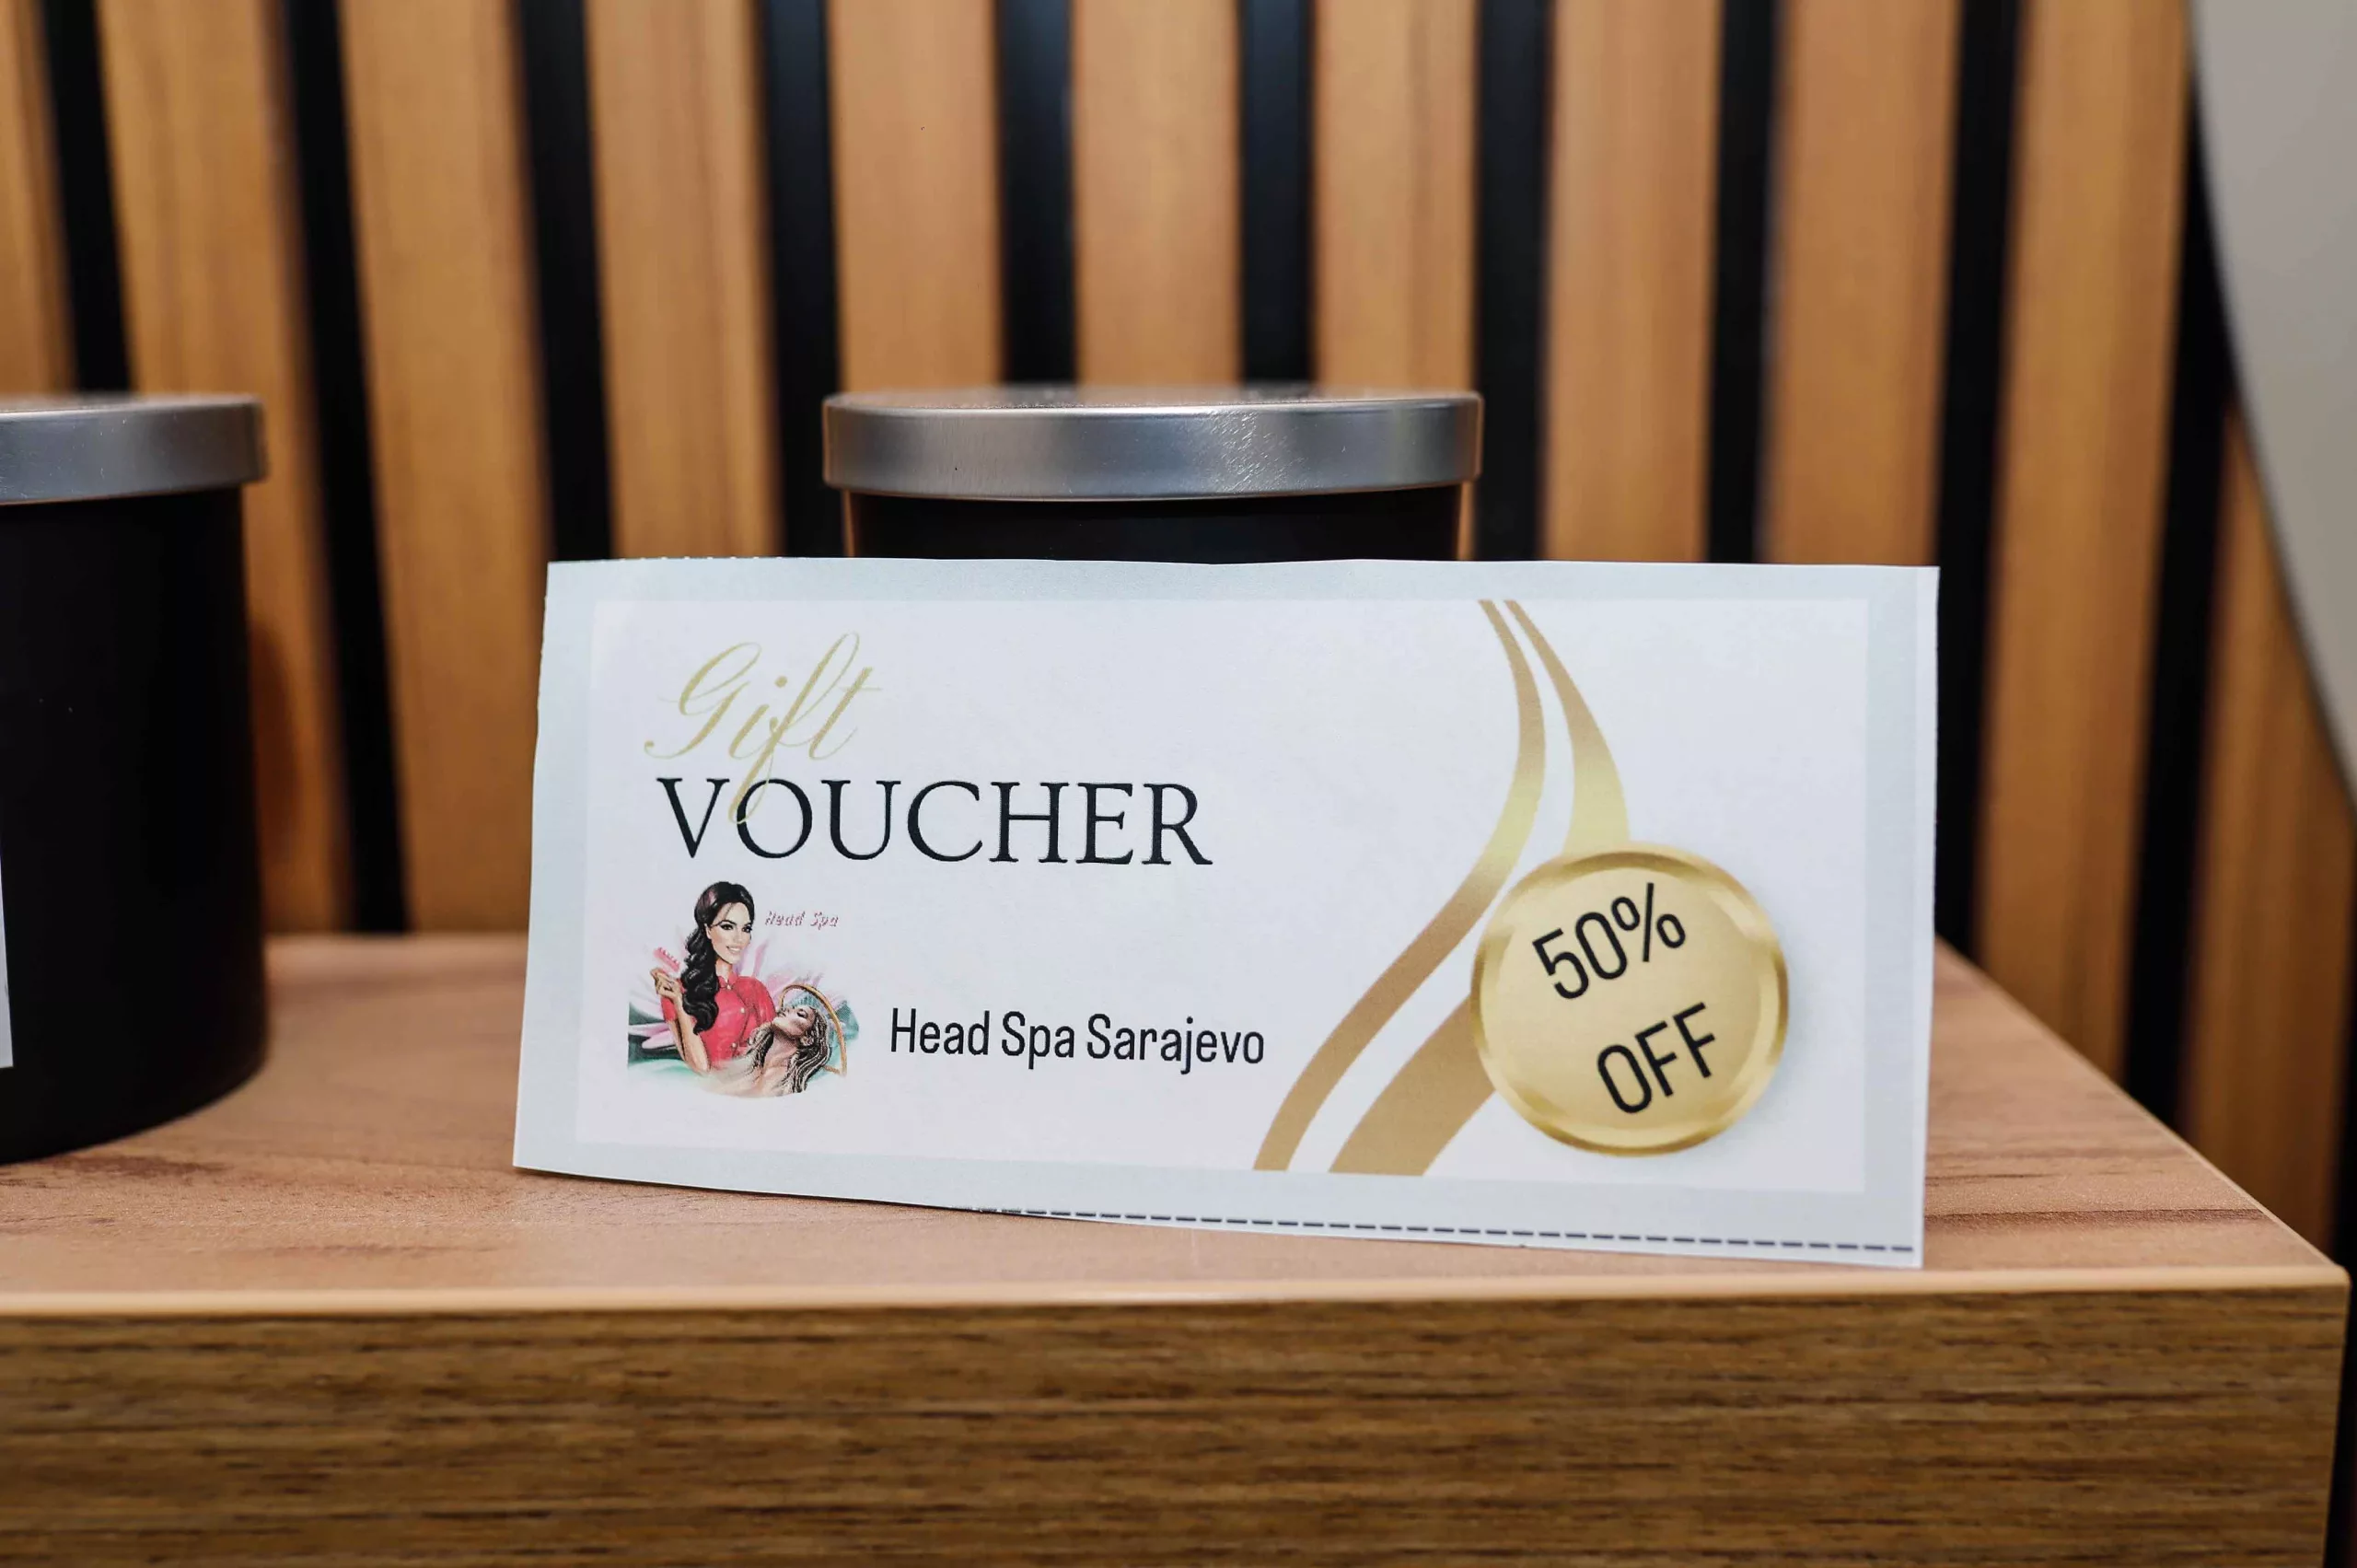 Gift
VOUCHER
Head Spa
Head Spa Sarajevo
50%
OFF